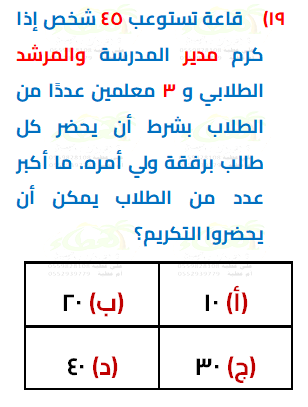 ١٩) قاعة تستوعب ٤٥ شخص إذا
كرم مدير المدرسة والمرشد
الطلابي و ٣ معلمين عددًا من
الطلاب بشرط أن يحضر كل
طالب برفقة ولي أمره. ما أكبر
عدد من الطلاب يمكن أن
يحضروا التكريم؟
(أ) ١٠ (ب) ٢٠
(ج) ٣٠ (د) ٤٠